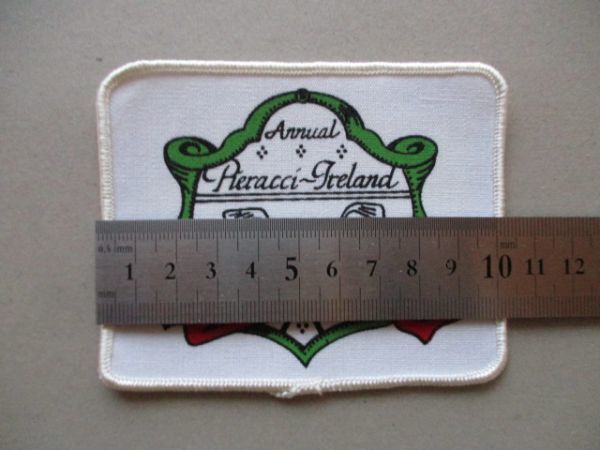 Annual
Pieracci-Ireland
0,5 mm mm
1 2 3 4 5 6 7 8 9 10 11 12
mm